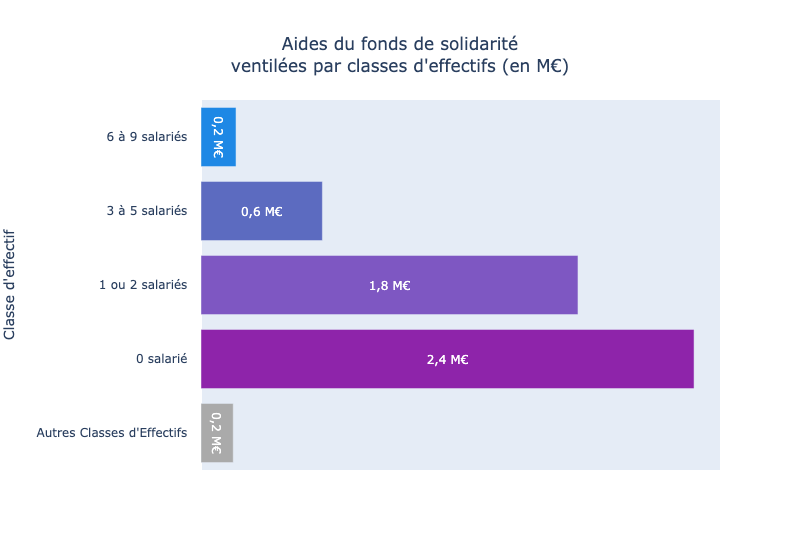 Aides du fonds de solidarité
ventilées par classes d'effectifs (en M€)
Classe d'effectif
6 à 9 salariés
0,2 M€
3 à 5 salariés
0,6 M€
1 ou 2 salariés
1,8 M€
0 salarié
2,4 M€
Autres Classes d'Effectifs
0,2 M€